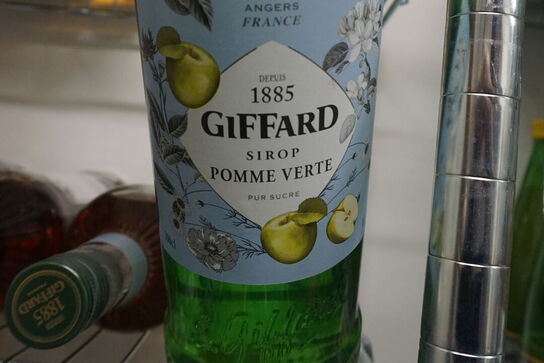 ANGERS
FRANCE
DEPUIS
1885
GIFFARD
SIROP
POMME VERTE
PUR SUCRE
GIFFARD
1885